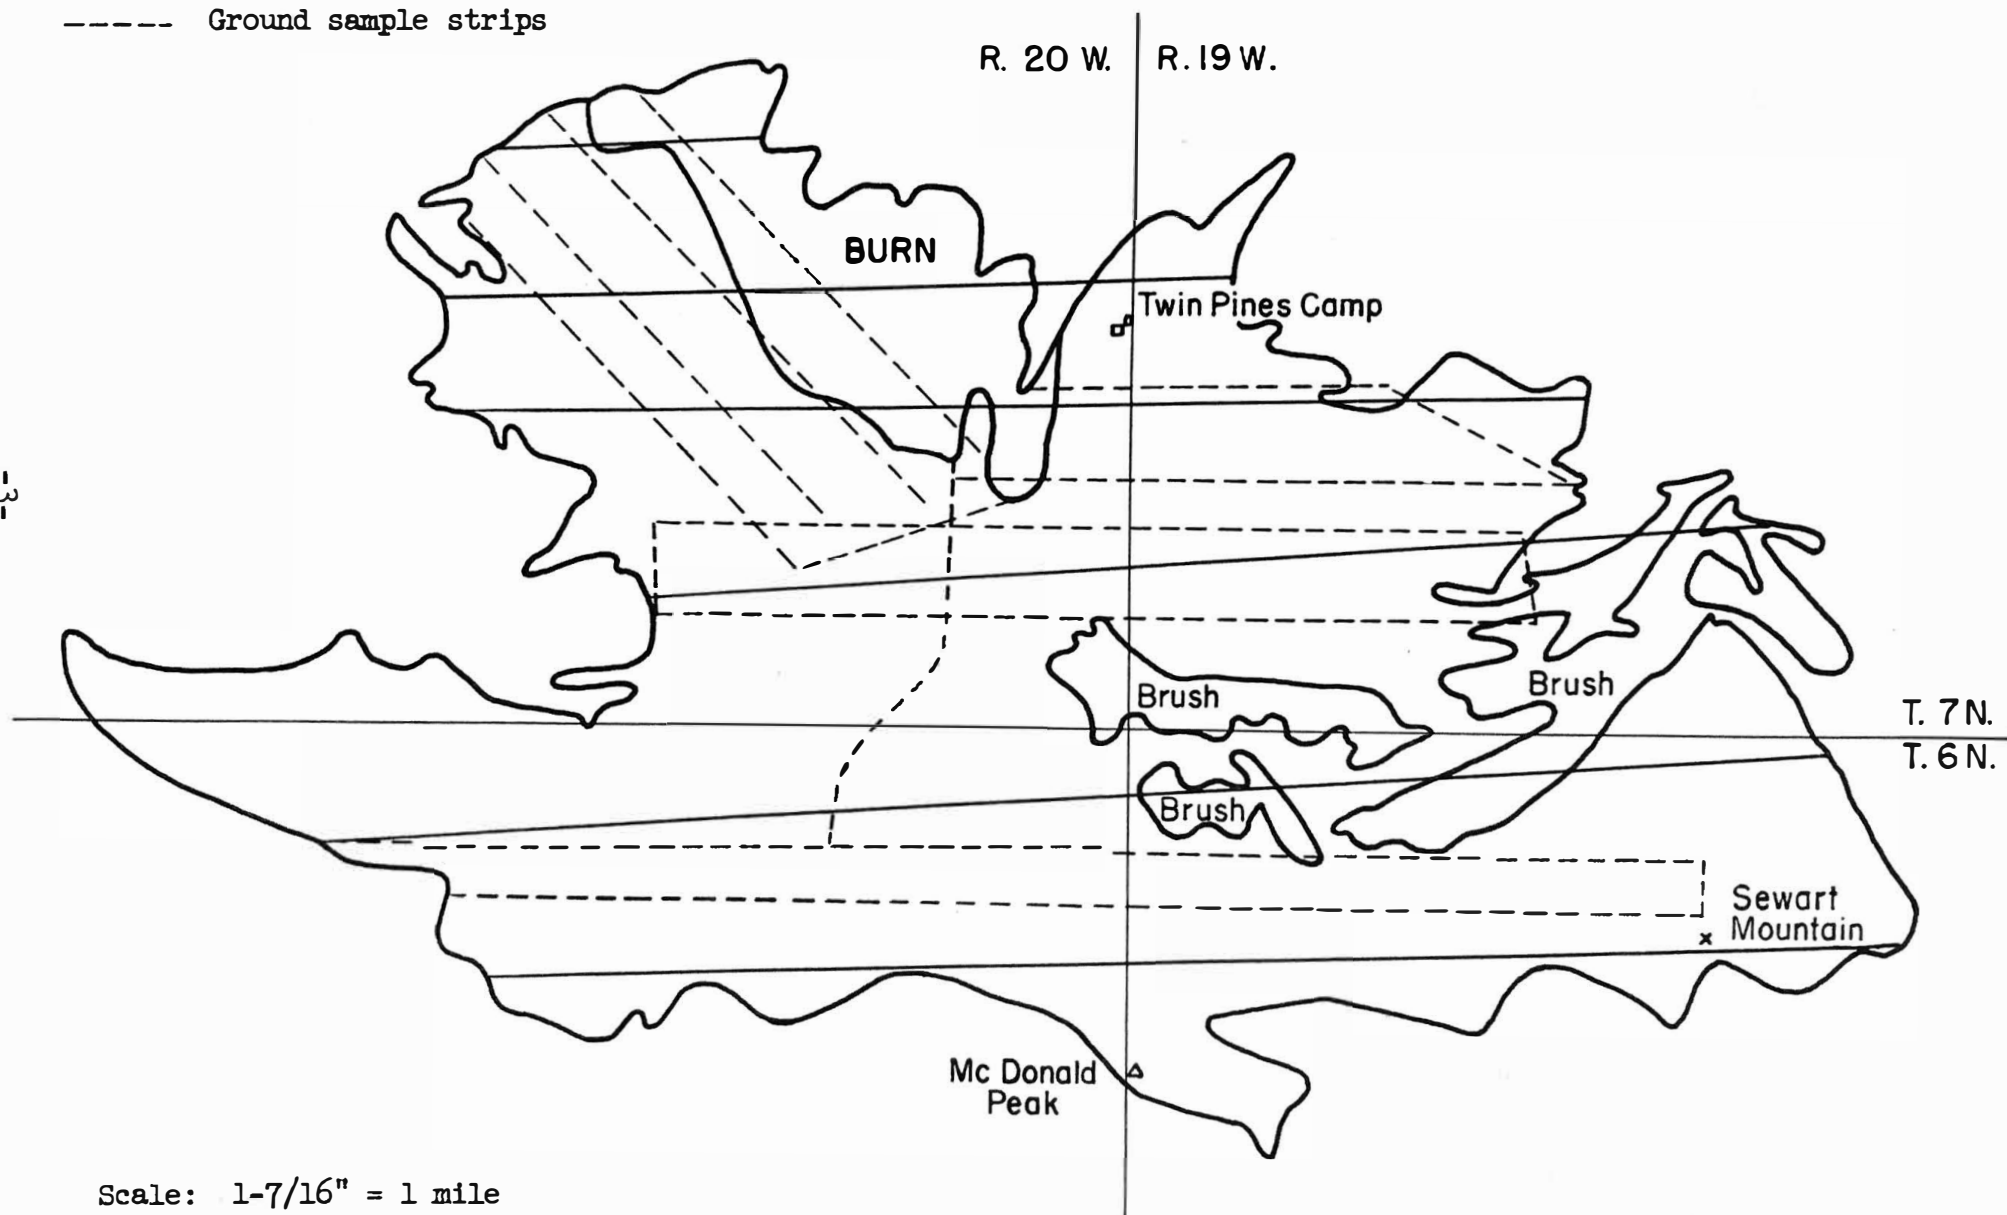 ----- Ground sample strips
R. 20 W. R. 19 W.
BURN
Twin Pines Camp
-3-
Brush
Brush
T. 7 N.
T. 6 N.
Brush
Sewart
Mountain
Mc Donald
Peak
Scale: 1-7/16" = 1 mile